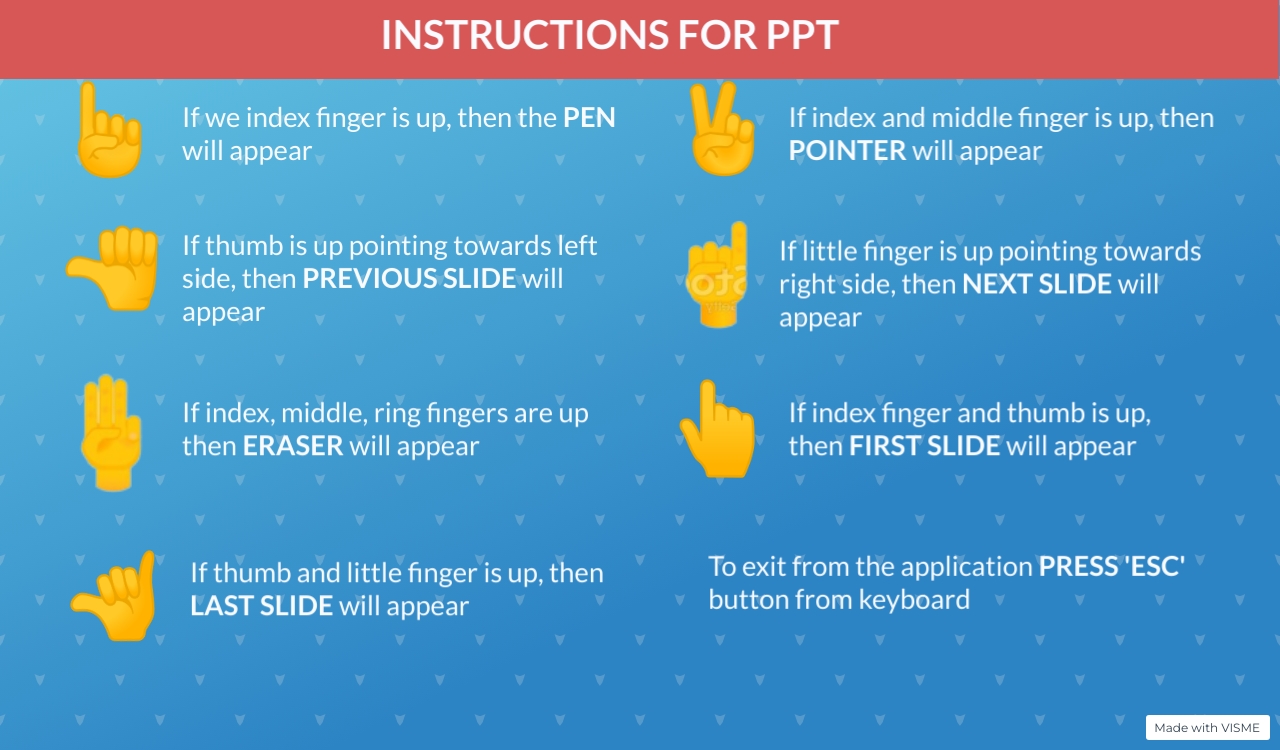 INSTRUCTIONS FOR PPT
If we index finger is up, then the PEN
will appear
If index and middle finger is up, then
POINTER will appear
If thumb is up pointing towards left
side, then PREVIOUS SLIDE will
appear
If little finger is up pointing towards
right side, then NEXT SLIDE will
appear
If index, middle, ring fingers are up
then ERASER will appear
If index finger and thumb is up,
then FIRST SLIDE will appear
If thumb and little finger is up, then
LAST SLIDE will appear
To exit from the application PRESS 'ESC'
button from keyboard
Made with VISME